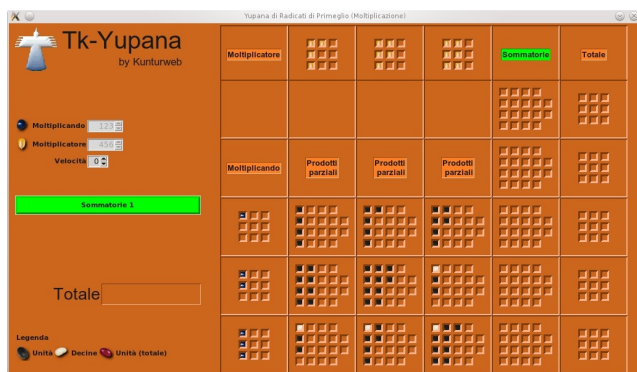 Yupana di Radicati di Primeglio (Moltiplicazione)
Tk-Yupana
by Kunturweb
Moltiplicatore
Sommatorie
Totale
Moltiplicando 123
Moltiplicatore 456
Velocità 0
Moltiplicando
Prodotti
parziali
Prodotti
parziali
Prodotti
parziali
Sommatorie 1
Totale
Legenda
Unità Decine Unità (totale)